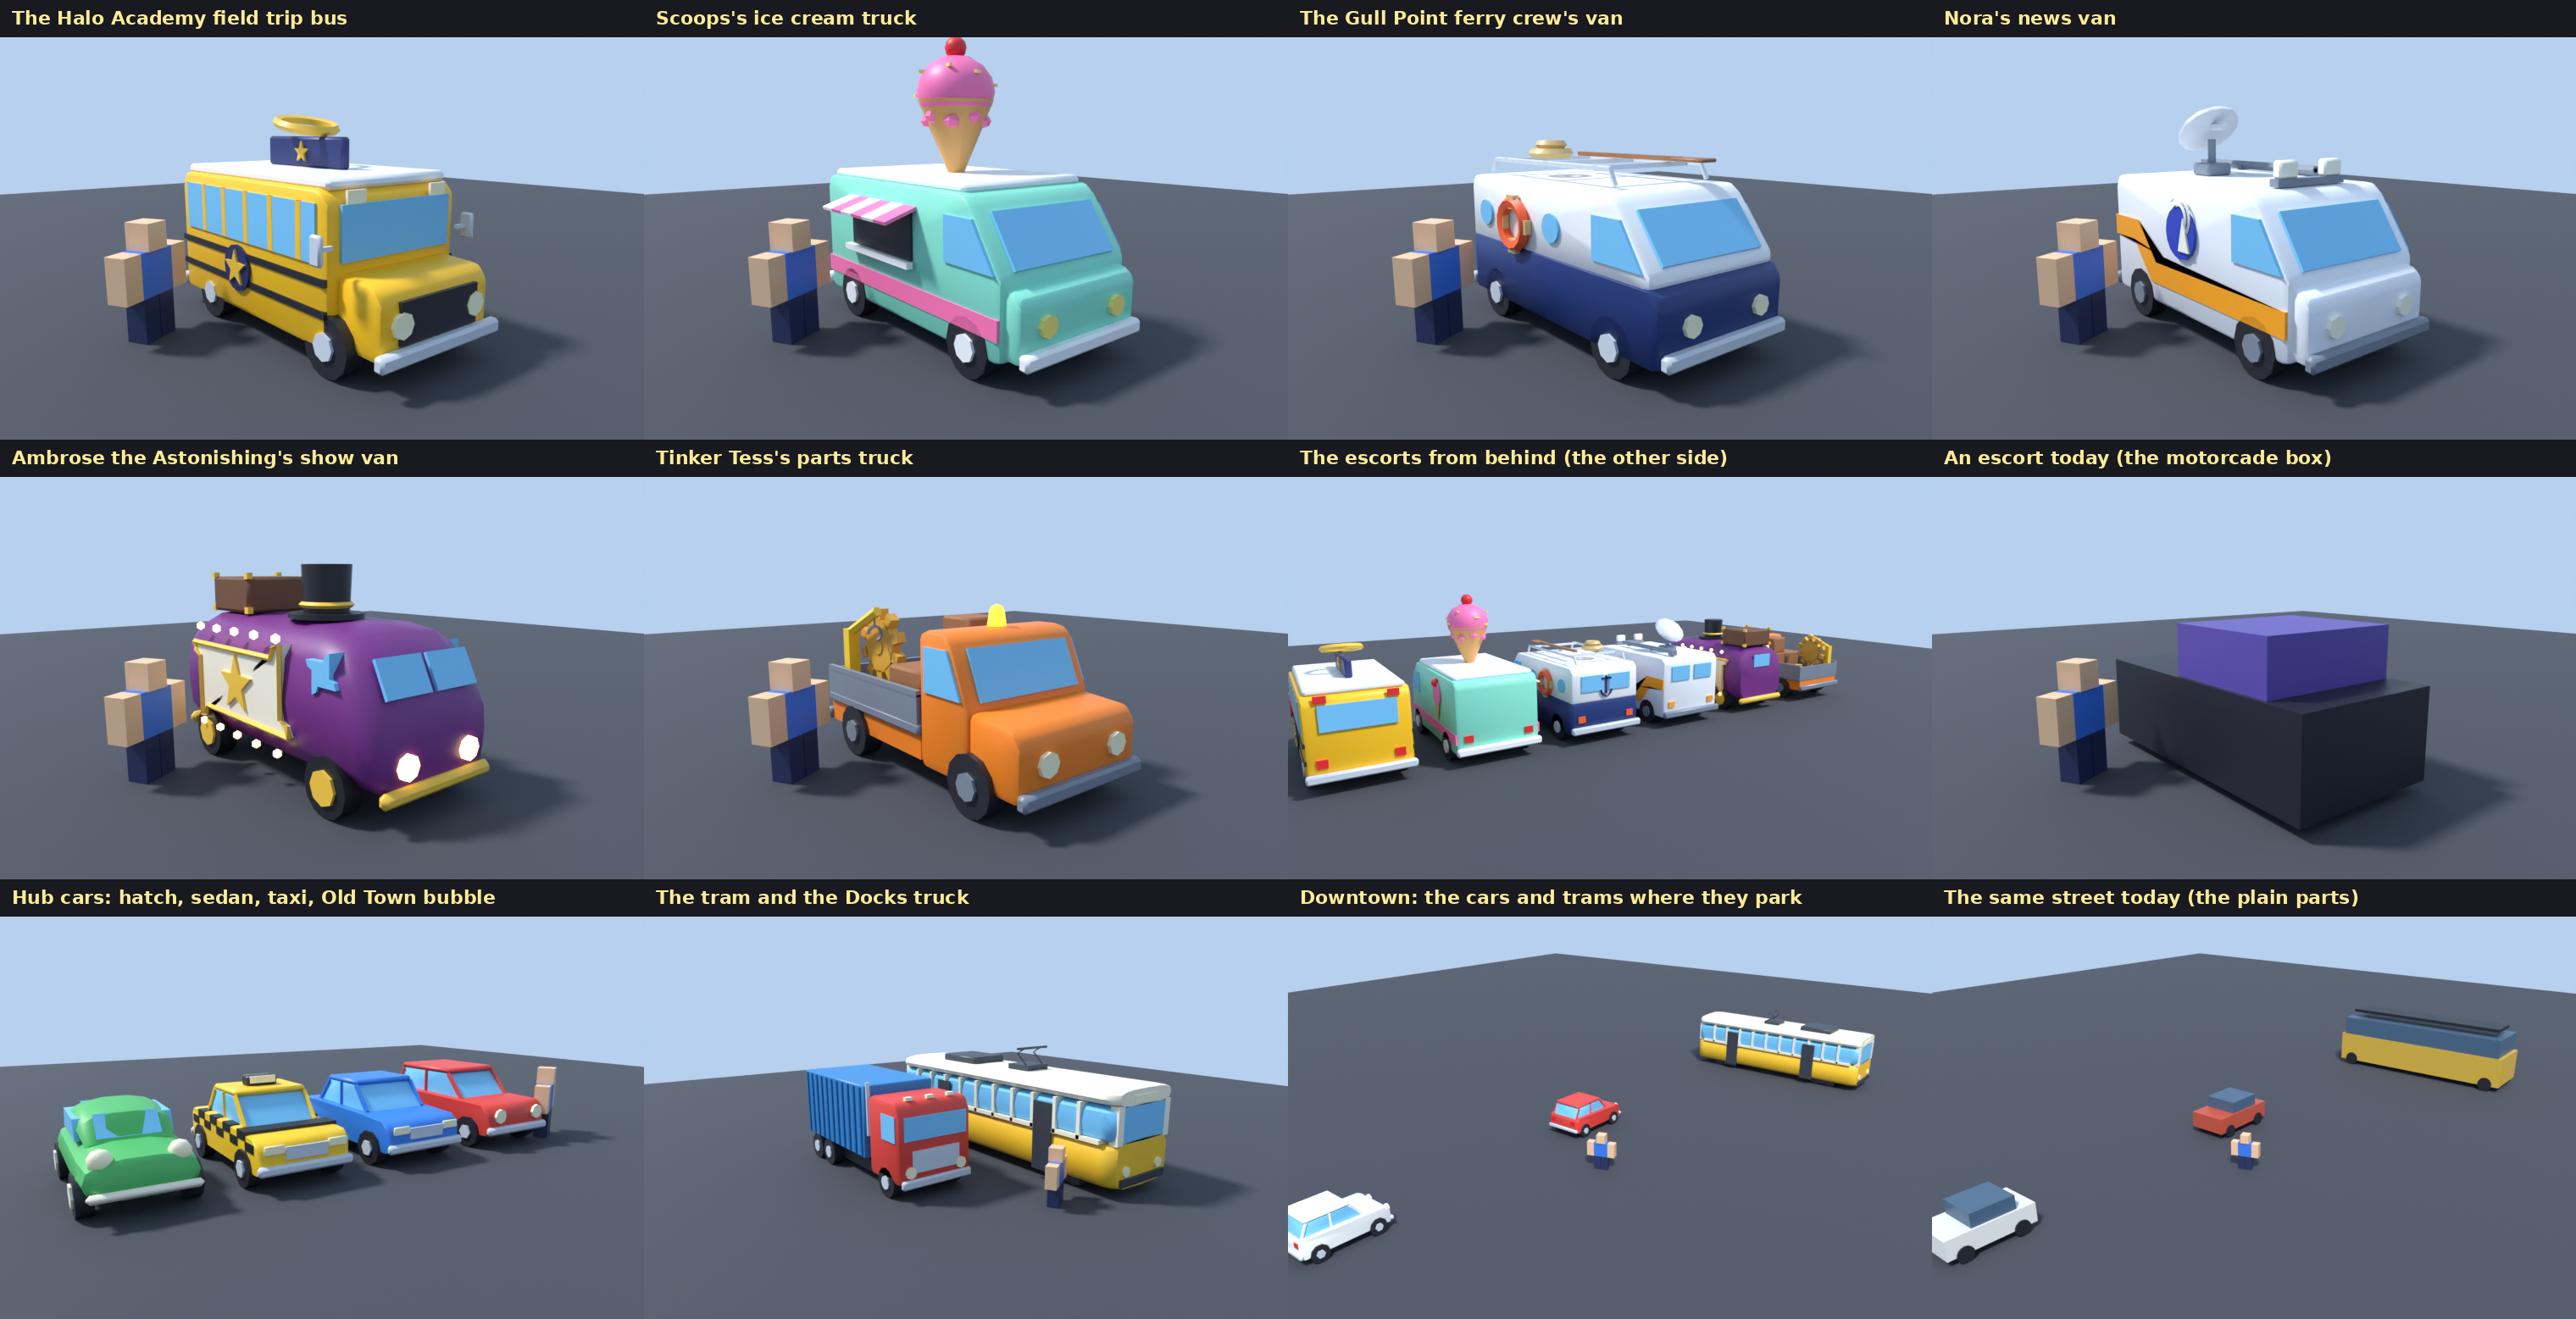 The Halo Academy field trip bus
Scoops's ice cream truck
The Gull Point ferry crew's van
Nora's news van
Ambrose the Astonishing's show van
Tinker Tess's parts truck
The escorts from behind (the other side)
An escort today (the motorcade box)
Hub cars: hatch, sedan, taxi, Old Town bubble
The tram and the Docks truck
Downtown: the cars and trams where they park
The same street today (the plain parts)